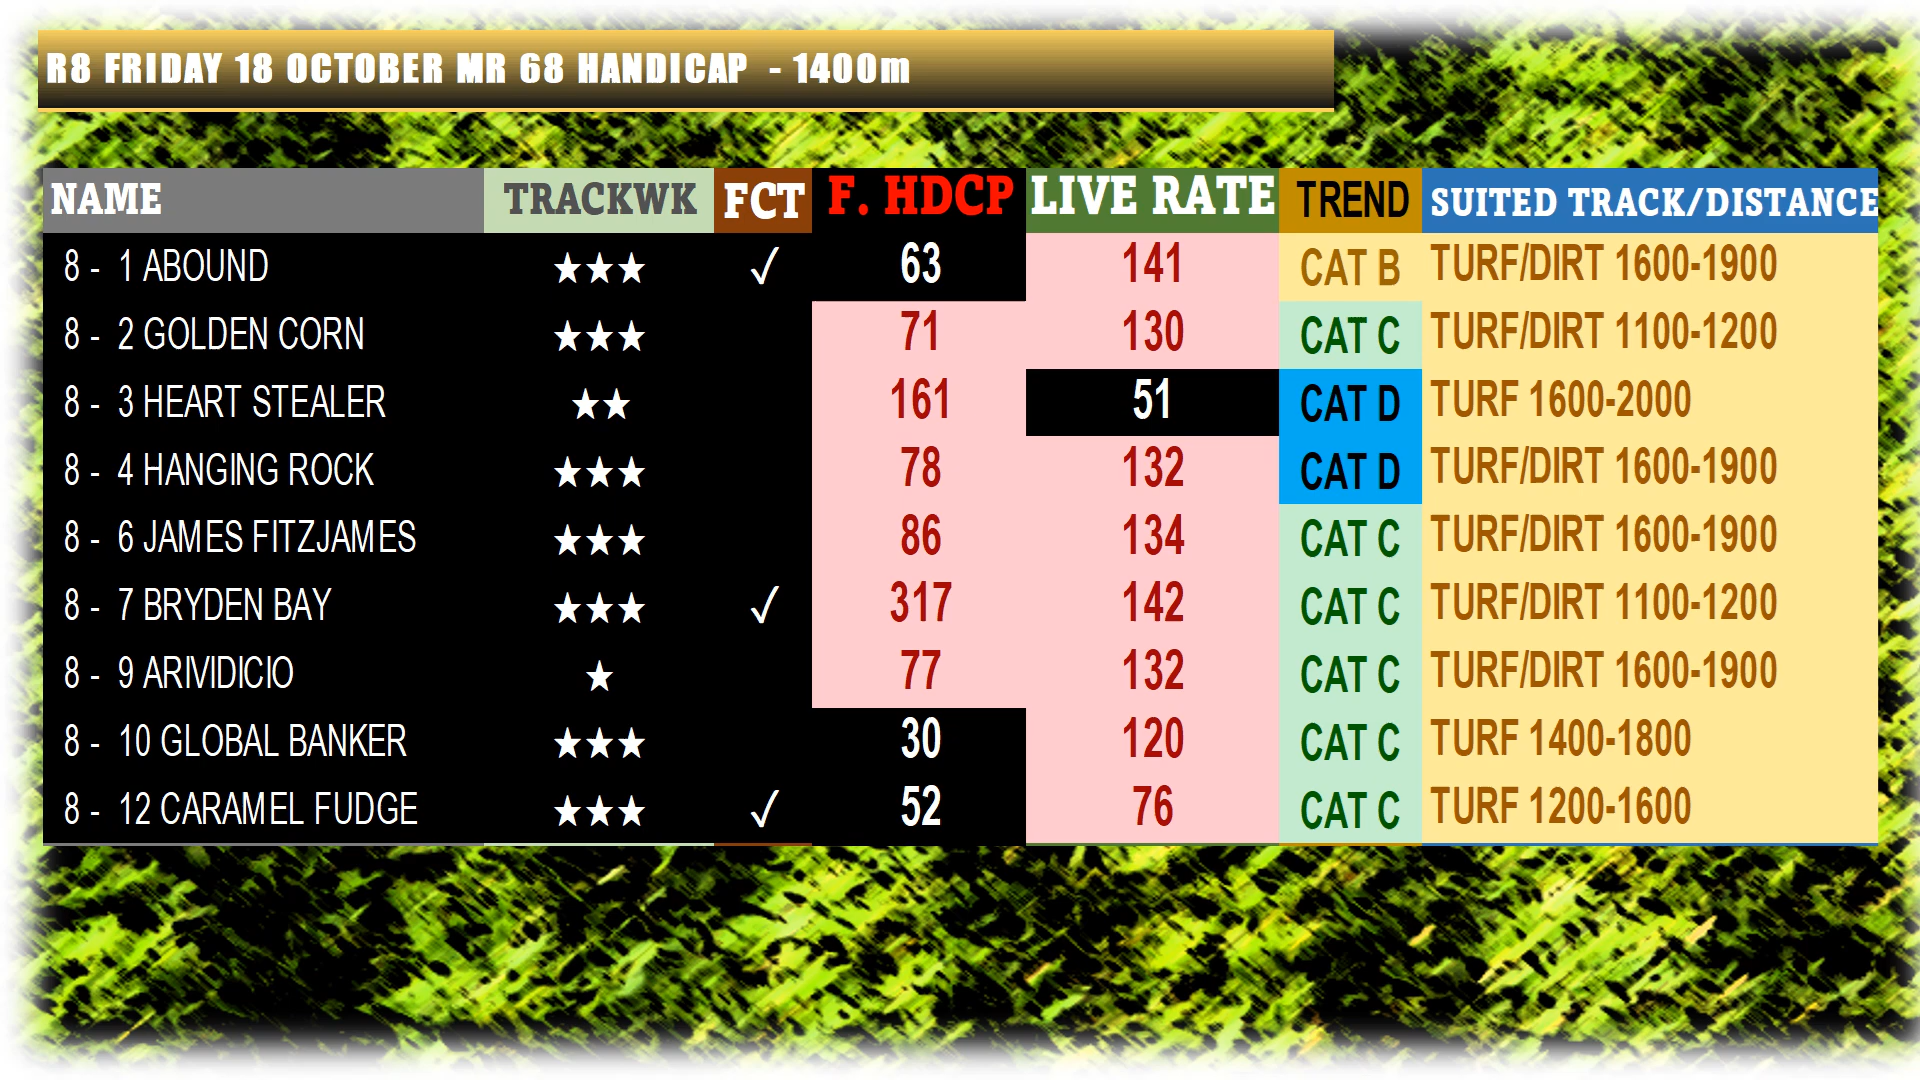 R8 FRIDAY 18 OCTOBER MR 68 HANDICAP - 1400m
NAME TRACKWK FCT F. HDCP LIVE RATE TREND SUITED TRACK/DISTANCE
8 - 1 ABOUND ★★★ √ 63 141 CAT B TURF/DIRT 1600-1900
8 - 2 GOLDEN CORN ★★★ 71 130 CAT C TURF/DIRT 1100-1200
8 - 3 HEART STEALER ★★ 161 51 CAT D TURF 1600-2000
8 - 4 HANGING ROCK ★★★ 78 132 CAT D TURF/DIRT 1600-1900
8 - 6 JAMES FITZJAMES ★★★ 86 134 CAT C TURF/DIRT 1600-1900
8 - 7 BRYDEN BAY ★★★ √ 317 142 CAT C TURF/DIRT 1100-1200
8 - 9 ARIVIDICIO ★ 77 132 CAT C TURF/DIRT 1600-1900
8 - 10 GLOBAL BANKER ★★★ 30 120 CAT C TURF 1400-1800
8 - 12 CARAMEL FUDGE ★★★ √ 52 76 CAT C TURF 1200-1600